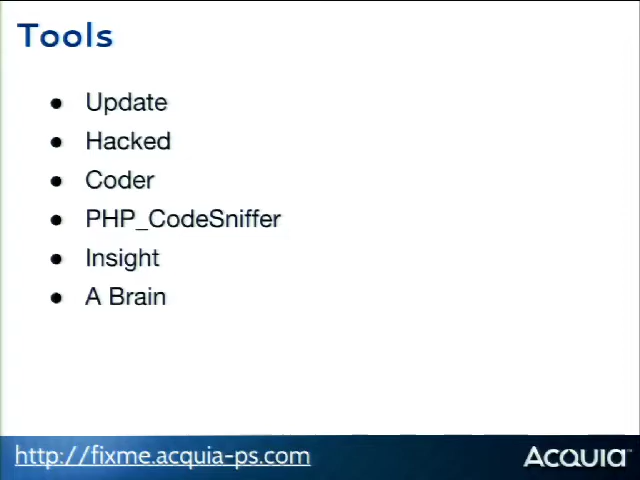 Tools
● Update
● Hacked
● Coder
● PHP_CodeSniffer
● Insight
● A Brain
http://fixme.acquia-ps.com
ACQUIA